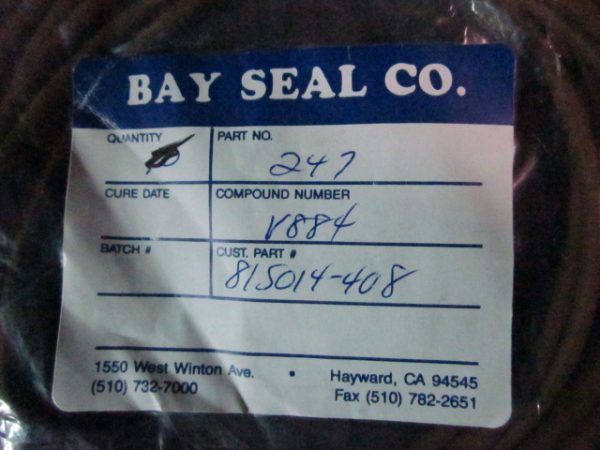 BAY SEAL CO.
QUANTITY
PART NO.
247
CURE DATE
COMPOUND NUMBER
V884
BATCH #
CUST. PART #
815014-408
1550 West Winton Ave. • Hayward, CA 94545
(510) 732-7000 Fax (510) 782-2651